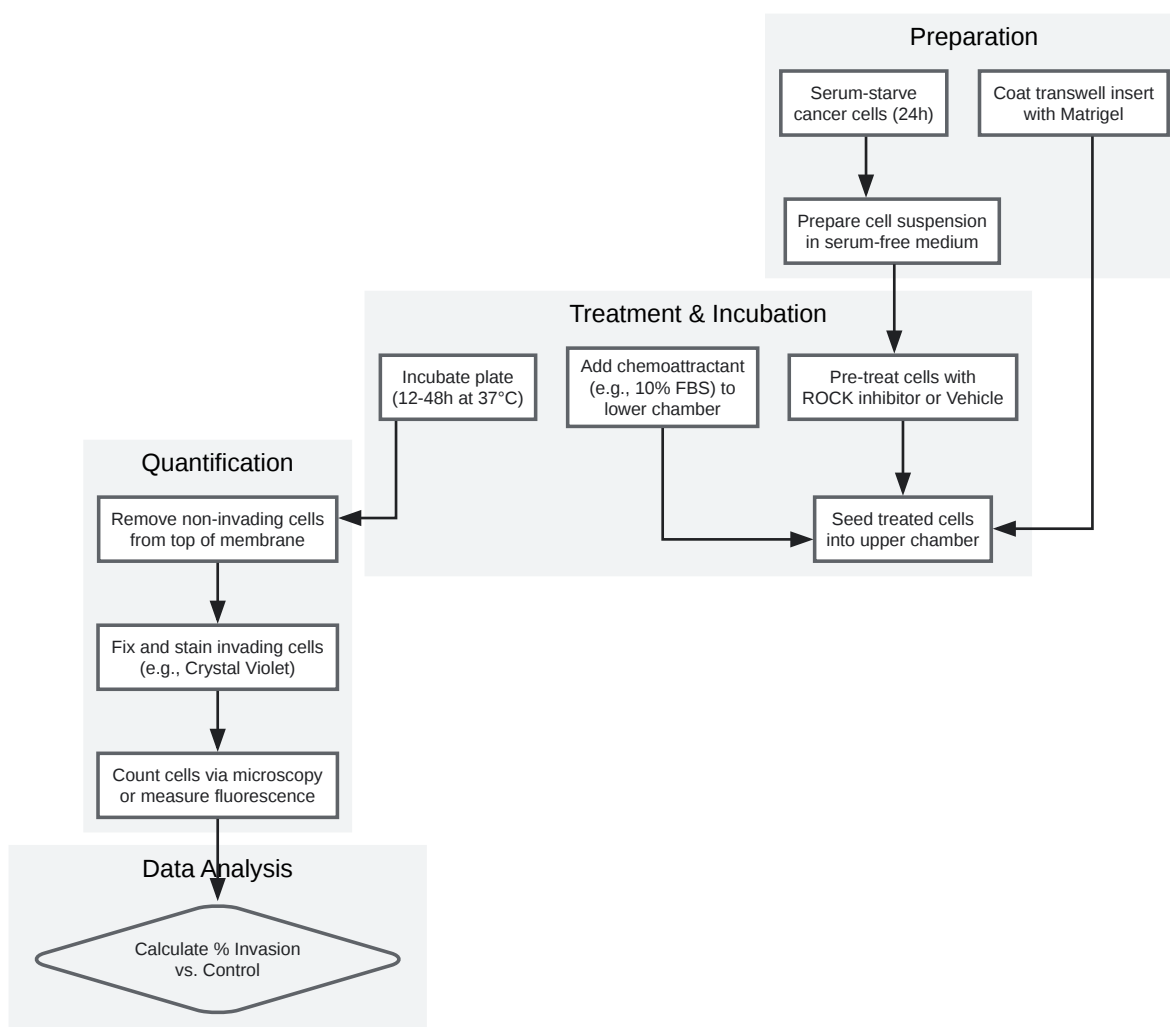 Preparation
Serum-starve
cancer cells (24h)
Coat transwell insert
with Matrigel
Prepare cell suspension
in serum-free medium
Treatment & Incubation
Incubate plate
(12-48h at 37°C)
Add chemoattractant
(e.g., 10% FBS) to
lower chamber
Pre-treat cells with
ROCK inhibitor or Vehicle
Seed treated cells
into upper chamber
Quantification
Remove non-invading cells
from top of membrane
Fix and stain invading cells
(e.g., Crystal Violet)
Count cells via microscopy
or measure fluorescence
Data Analysis
Calculate % Invasion
vs. Control